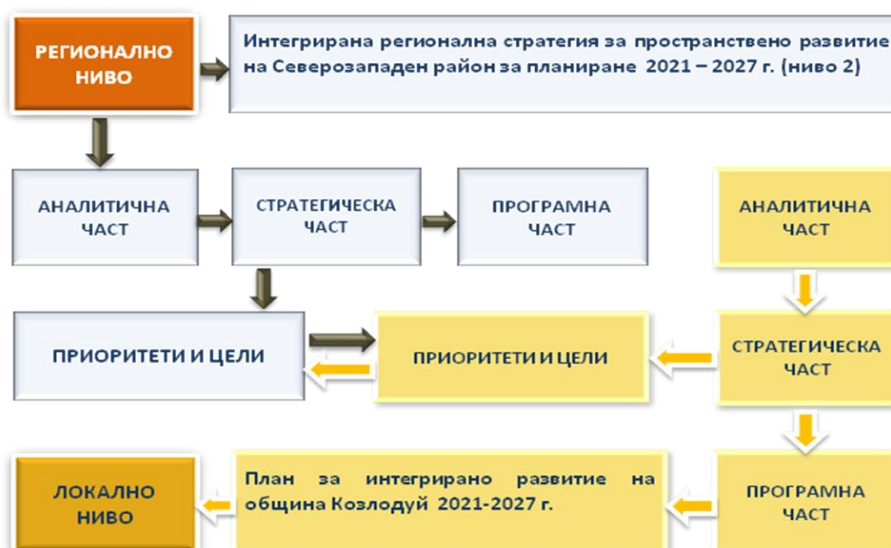 РЕГИОНАЛНО
НИВО
Интегрирана регионална стратегия за пространствено развитие
на Северозападен район за планиране 2021 – 2027 г. (ниво 2)
АНАЛИТИЧНА
ЧАСТ
СТРАТЕГИЧЕСКА
ЧАСТ
ПРОГРАМНА
ЧАСТ
АНАЛИТИЧНА
ЧАСТ
ПРИОРИТЕТИ И ЦЕЛИ
ПРИОРИТЕТИ И ЦЕЛИ
СТРАТЕГИЧЕСКА
ЧАСТ
ЛОКАЛНО
НИВО
План за интегрирано развитие на
община Козлодуй 2021-2027 г.
ПРОГРАМНА
ЧАСТ